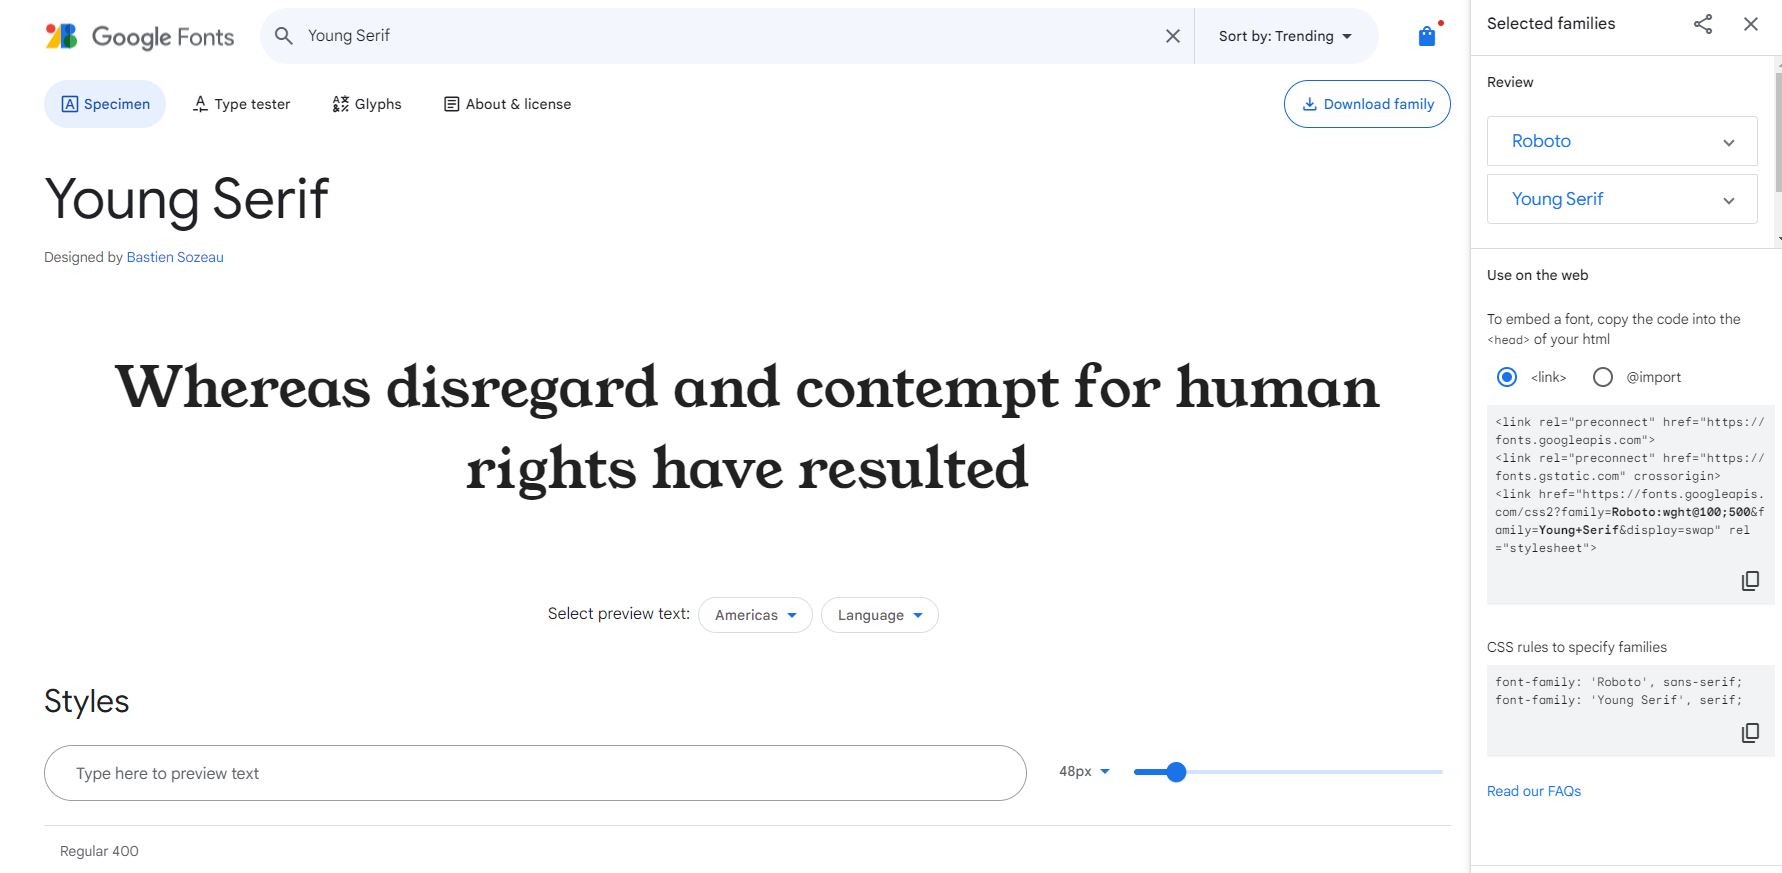 Google Fonts
Young Serif
Sort by: Trending
Specimen
Type tester
Glyphs
About & license
Download family
Young Serif
Designed by Bastien Sozeau
Whereas disregard and contempt for human
rights have resulted
Select preview text:
Americas
Language
Styles
Type here to preview text
48px
Regular 400
Selected families
Review
Roboto
Young Serif
Use on the web
To embed a font, copy the code into the
<head> of your html
<link>
@import
<link rel="preconnect" href="https://
fonts.googleapis.com">
<link rel="preconnect" href="https://
fonts.gstatic.com" crossorigin>
<link href="https://fonts.googleapis.
com/css2?family=Roboto:wght@100;500&f
amily=Young+Serif&display=swap" rel
="stylesheet">
CSS rules to specify families
font-family: 'Roboto', sans-serif;
font-family: 'Young Serif', serif;
Read our FAQs